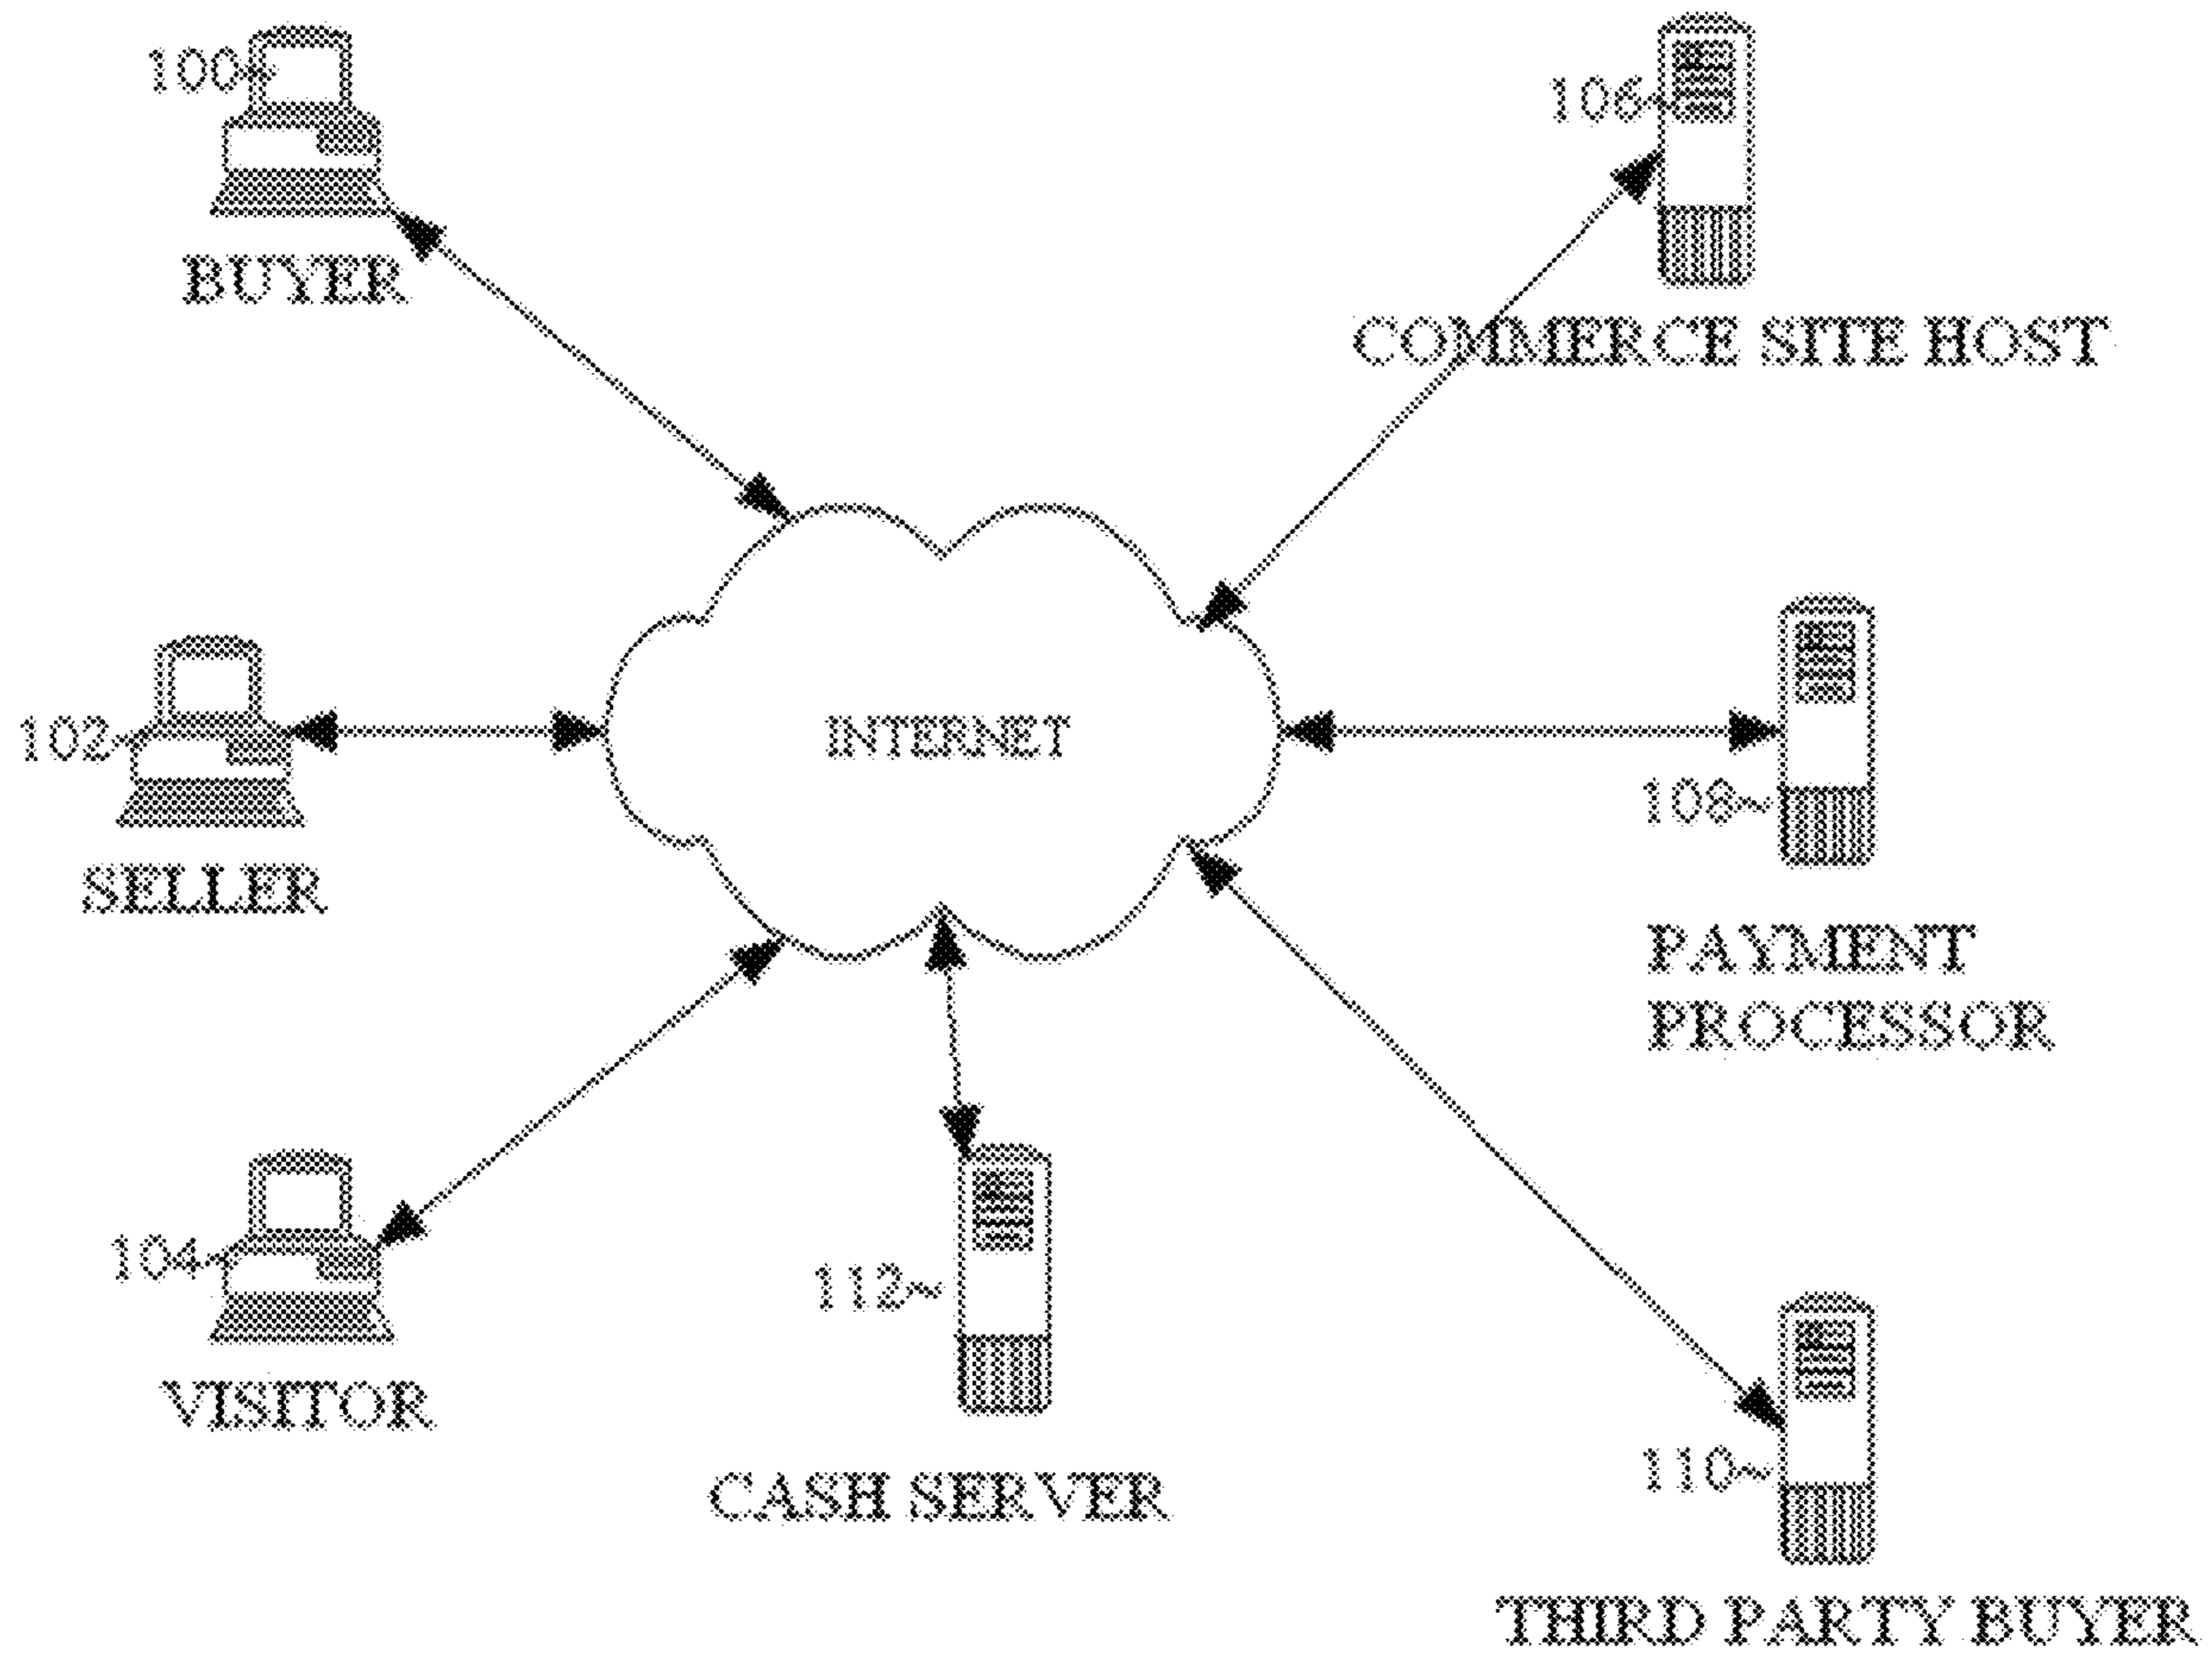 100~
BUYER
106~
COMMERCE SITE HOST
102~
SELLER
INTERNET
108~
PAYMENT
PROCESSOR
104~
VISITOR
112~
CASH SERVER
110~
THIRD PARTY BUYER